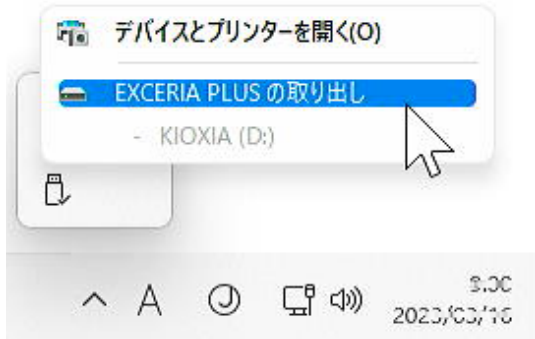 デバイスとプリンターを開く(O)
EXCERIA PLUS の取り出し
- KIOXIA (D:)
A